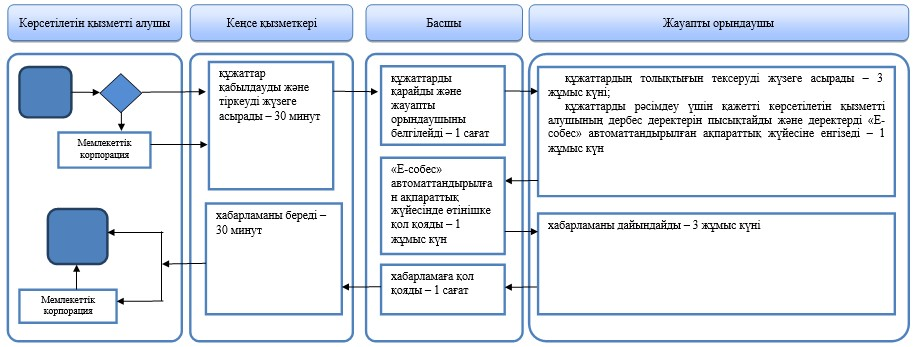 Көрсетілетін қызметті алушы
Кеңсе қызметкері
Басшы
Жауапты орындаушы
Мемлекеттік
корпорация
құжаттар
қабылдауды және
тіркеуді жүзеге
асырады – 30 минут
құжаттарды
қарайды және
жауапты
орындаушыны
белгілейді – 1 сағат
құжаттардың толықтығын тексеруді жүзеге асырады – 3
жұмыс күні;
құжаттарды рәсімдеу үшін қажетті көрсетілетін қызметті
алушының дербес деректерін пысықтайды және деректерді «Е-
собес» автоматтандырылған ақпараттық жүйесіне енгізеді – 1
жұмыс күн
«Е-собес»
автоматтандырылға
н ақпараттық
жүйесінде өтінішке
қол қояды – 1
жұмыс күн
хабарламаны дайындайды – 3 жұмыс күні
хабарламаға қол
қояды – 1 сағат
хабарламаны береді –
30 минут
Мемлекеттік
корпорация